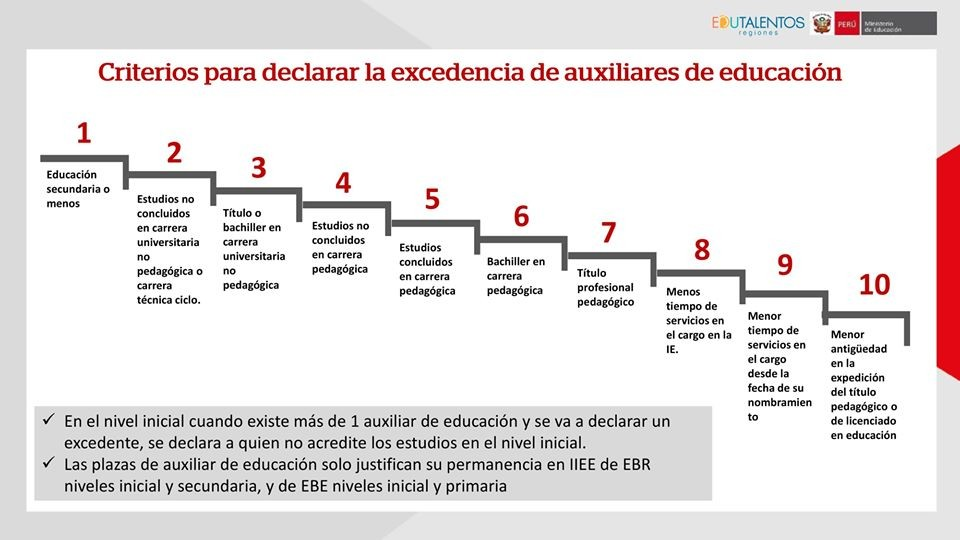 EDUTALENTOS
regiones
PERÚ
Ministerio
de Educación
Criterios para declarar la excedencia de auxiliares de educación
1
Educación
secundaria o
menos
2
Estudios no
concluidos
en carrera
universitaria
no
pedagógica o
carrera
técnica ciclo.
3
Título o
bachiller en
carrera
universitaria
no
pedagógica
4
Estudios no
concluidos
en carrera
pedagógica
5
Estudios
concluidos
en carrera
pedagógica
6
Bachiller en
carrera
pedagógica
7
Título
profesional
pedagógico
8
Menos
tiempo de
servicios en
el cargo en la
IE.
9
Menor
tiempo de
servicios en
el cargo
desde la
fecha de su
nombramien
to
10
Menor
antigüedad
en la
expedición
del título
pedagógico o
de licenciado
en educación
✓ En el nivel inicial cuando existe más de 1 auxiliar de educación y se va a declarar un
excedente, se declara a quien no acredite los estudios en el nivel inicial.
✓ Las plazas de auxiliar de educación solo justifican su permanencia en IIEE de EBR
niveles inicial y secundaria, y de EBE niveles inicial y primaria